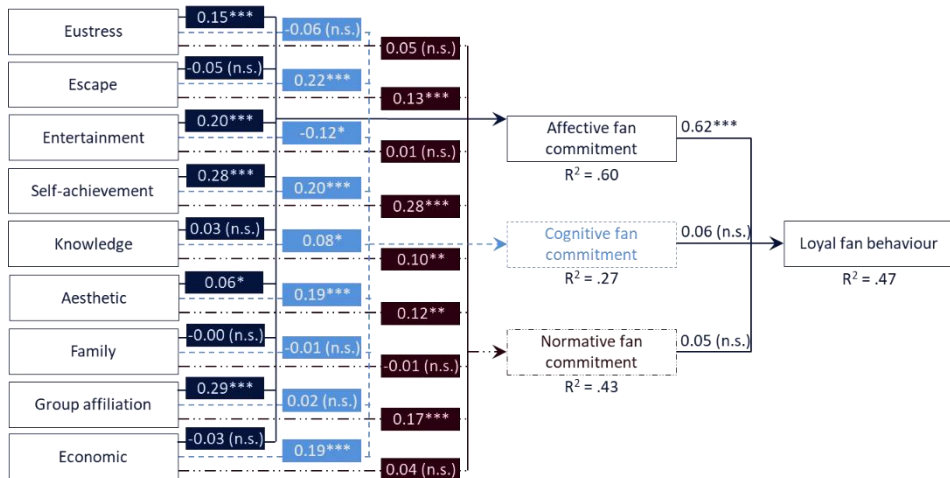 Eustress
0.15***
-0.06 (n.s.)
0.05 (n.s.)
Escape
-0.05 (n.s.)
0.22***
0.13***
Entertainment
0.20***
-0.12*
0.01 (n.s.)
Self-achievement
0.28***
0.20***
0.28***
Knowledge
0.03 (n.s.)
0.08*
0.10**
Aesthetic
0.06*
0.19***
0.12**
Family
-0.00 (n.s.)
-0.01 (n.s.)
-0.01 (n.s.)
Group affiliation
0.29***
0.02 (n.s.)
0.17***
Economic
-0.03 (n.s.)
0.19***
0.04 (n.s.)
Affective fan
commitment
R² = .60
0.62***
Cognitive fan
commitment
R² = .27
0.06 (n.s.)
Normative fan
commitment
R² = .43
0.05 (n.s.)
Loyal fan behaviour
R² = .47